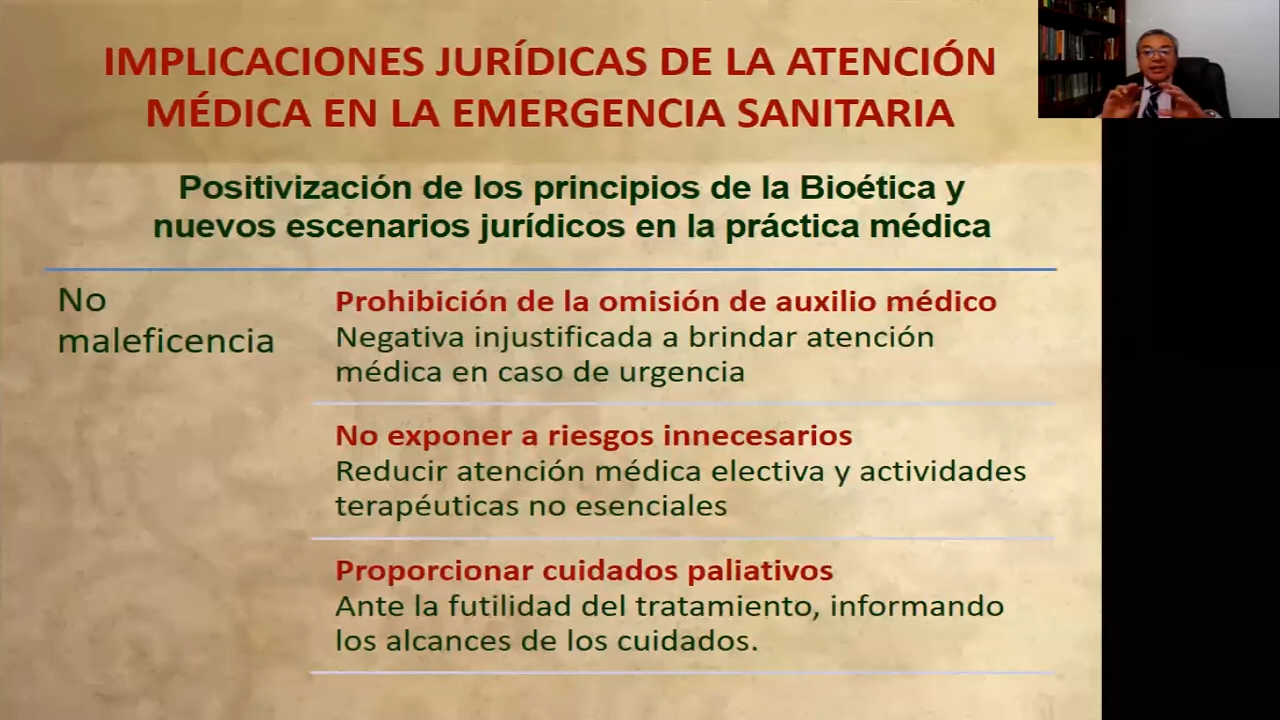 IMPLICACIONES JURÍDICAS DE LA ATENCIÓN
MÉDICA EN LA EMERGENCIA SANITARIA
Positivización de los principios de la Bioética y
nuevos escenarios jurídicos en la práctica médica
No
maleficencia
Prohibición de la omisión de auxilio médico
Negativa injustificada a brindar atención
médica en caso de urgencia
No exponer a riesgos innecesarios
Reducir atención médica electiva y actividades
terapéuticas no esenciales
Proporcionar cuidados paliativos
Ante la futilidad del tratamiento, informando
los alcances de los cuidados.